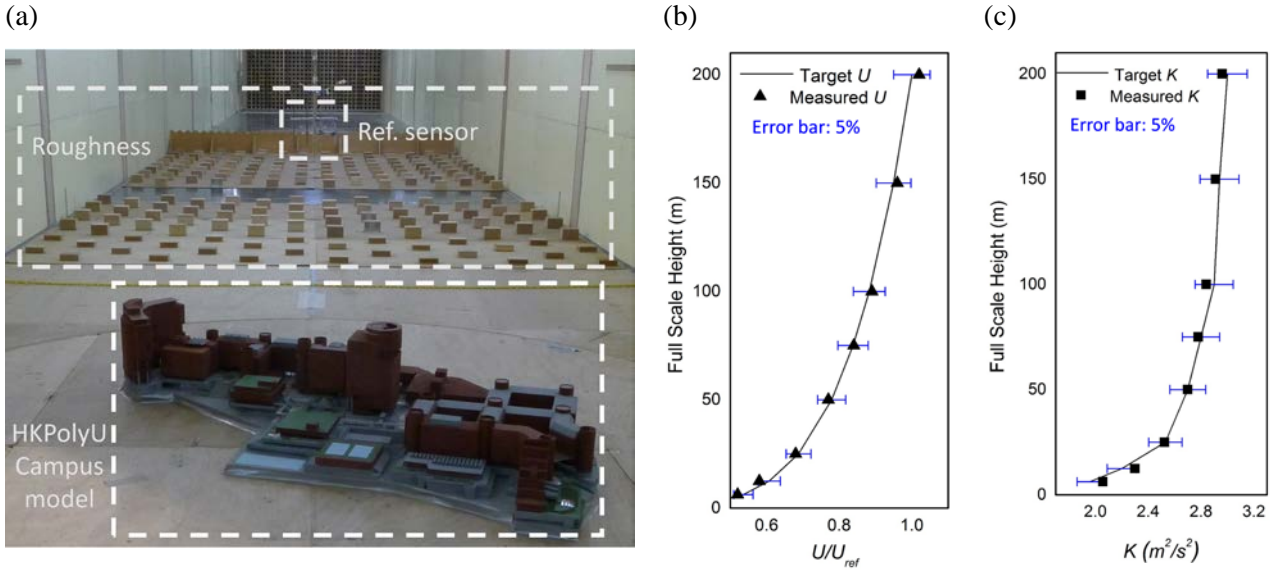 (a)
Roughness
Ref. sensor
HKPolyU
Campus
model
(b)
Target U
Measured U
Error bar: 5%
200
150
100
50
0
Full Scale Height (m)
0.6 0.8 1.0
U/U_ref
(c)
Target K
Measured K
Error bar: 5%
200
150
100
50
0
Full Scale Height (m)
2.0 2.4 2.8 3.2
K (m²/s²)